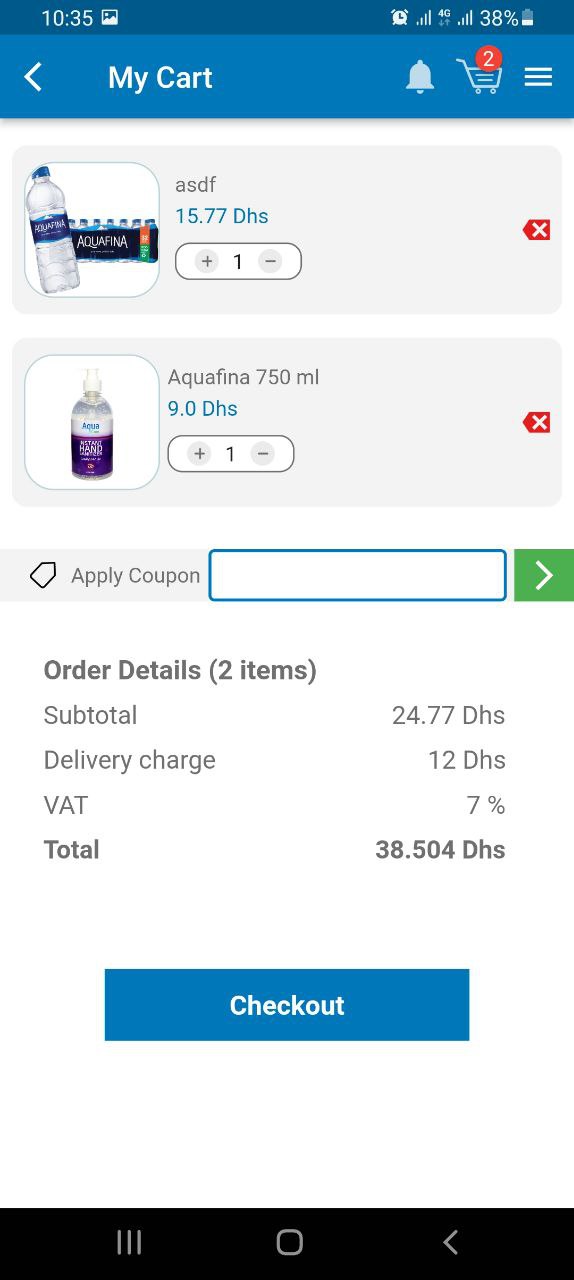 10:35 4G 38%
My Cart 2
AQUAFINA
AQUAFINA
asdf
15.77 Dhs
+ 1 −
Aqua
INSTANT
HAND
SANITIZER
Aquafina 750 ml
9.0 Dhs
+ 1 −
Apply Coupon
Order Details (2 items)
Subtotal 24.77 Dhs
Delivery charge 12 Dhs
VAT 7 %
Total 38.504 Dhs
Checkout